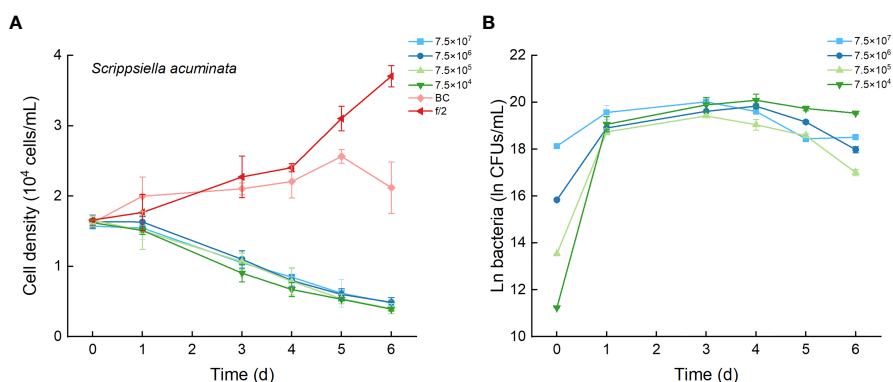 A
Scrippsiella acuminata
7.5×10⁷
7.5×10⁶
7.5×10⁵
7.5×10⁴
BC
f/2
Cell density (10⁴ cells/mL)
4
3
2
1
0
0 1 2 3 4 5 6
Time (d)
B
7.5×10⁷
7.5×10⁶
7.5×10⁵
7.5×10⁴
Ln bacteria (ln CFUs/mL)
22
20
18
16
14
12
10
0 1 2 3 4 5 6
Time (d)